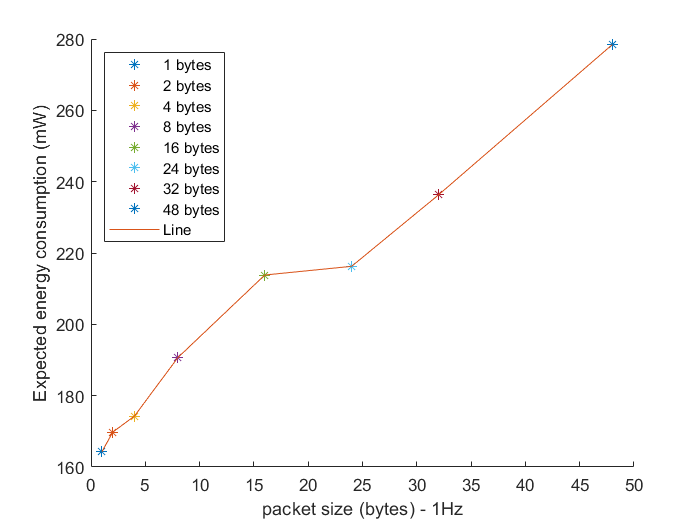 280
260
240
220
200
180
160
Expected energy consumption (mW)
1 bytes
2 bytes
4 bytes
8 bytes
16 bytes
24 bytes
32 bytes
48 bytes
Line
0 5 10 15 20 25 30 35 40 45 50
packet size (bytes) - 1Hz